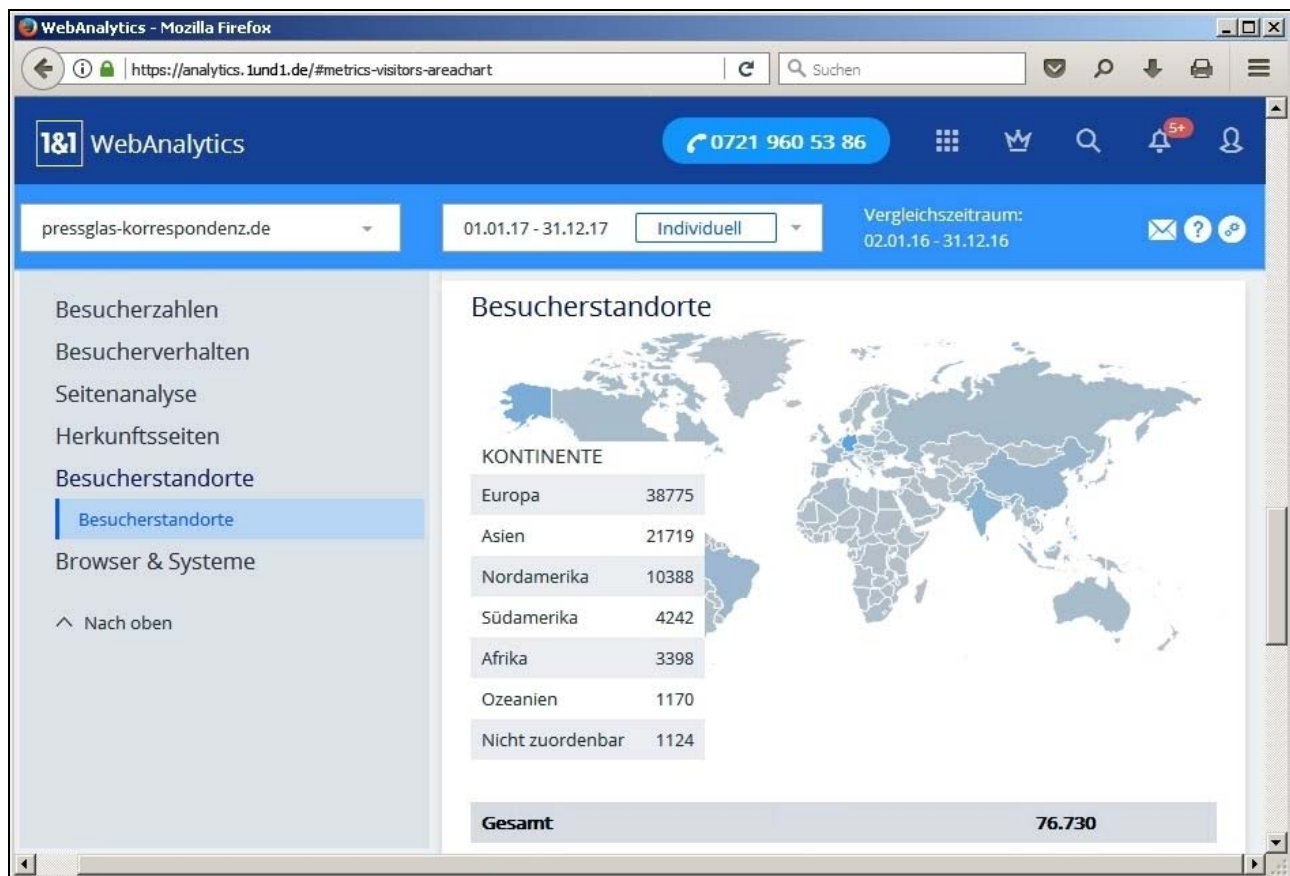 WebAnalytics - Mozilla Firefox
https://analytics.1und1.de/#metrics-visitors-areachart
Suchen
1&1 WebAnalytics
0721 960 53 86
5+
pressglas-korrespondenz.de
01.01.17 - 31.12.17 Individuell
Vergleichszeitraum:
02.01.16 - 31.12.16
?
Besucherzahlen
Besucherverhalten
Seitenanalyse
Herkunftsseiten
Besucherstandorte
Besucherstandorte
Browser & Systeme
Nach oben
Besucherstandorte
KONTINENTE
Europa 38775
Asien 21719
Nordamerika 10388
Südamerika 4242
Afrika 3398
Ozeanien 1170
Nicht zuordenbar 1124
Gesamt 76.730